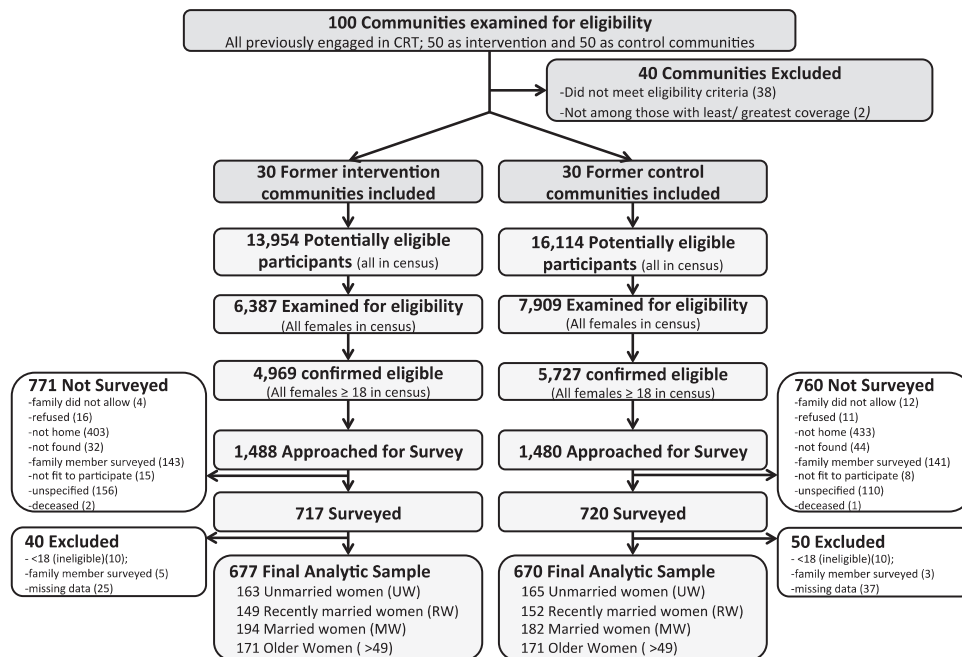 100 Communities examined for eligibility
All previously engaged in CRT; 50 as intervention and 50 as control communities
40 Communities Excluded
-Did not meet eligibility criteria (38)
-Not among those with least/ greatest coverage (2)
30 Former intervention
communities included
30 Former control
communities included
13,954 Potentially eligible
participants (all in census)
16,114 Potentially eligible
participants (all in census)
6,387 Examined for eligibility
(All females in census)
7,909 Examined for eligibility
(All females in census)
4,969 confirmed eligible
(All females ≥ 18 in census)
5,727 confirmed eligible
(All females ≥ 18 in census)
771 Not Surveyed
-family did not allow (4)
-refused (16)
-not home (403)
-not found (32)
-family member surveyed (143)
-not fit to participate (15)
-unspecified (156)
-deceased (2)
760 Not Surveyed
-family did not allow (12)
-refused (11)
-not home (433)
-not found (44)
-family member surveyed (141)
-not fit to participate (8)
-unspecified (110)
-deceased (1)
1,488 Approached for Survey
1,480 Approached for Survey
717 Surveyed
720 Surveyed
40 Excluded
- <18 (ineligible)(10);
-family member surveyed (5)
-missing data (25)
50 Excluded
- <18 (ineligible)(10);
-family member surveyed (3)
-missing data (37)
677 Final Analytic Sample
163 Unmarried women (UW)
149 Recently married women (RW)
194 Married women (MW)
171 Older Women ( >49)
670 Final Analytic Sample
165 Unmarried women (UW)
152 Recently married women (RW)
182 Married women (MW)
171 Older Women ( >49)